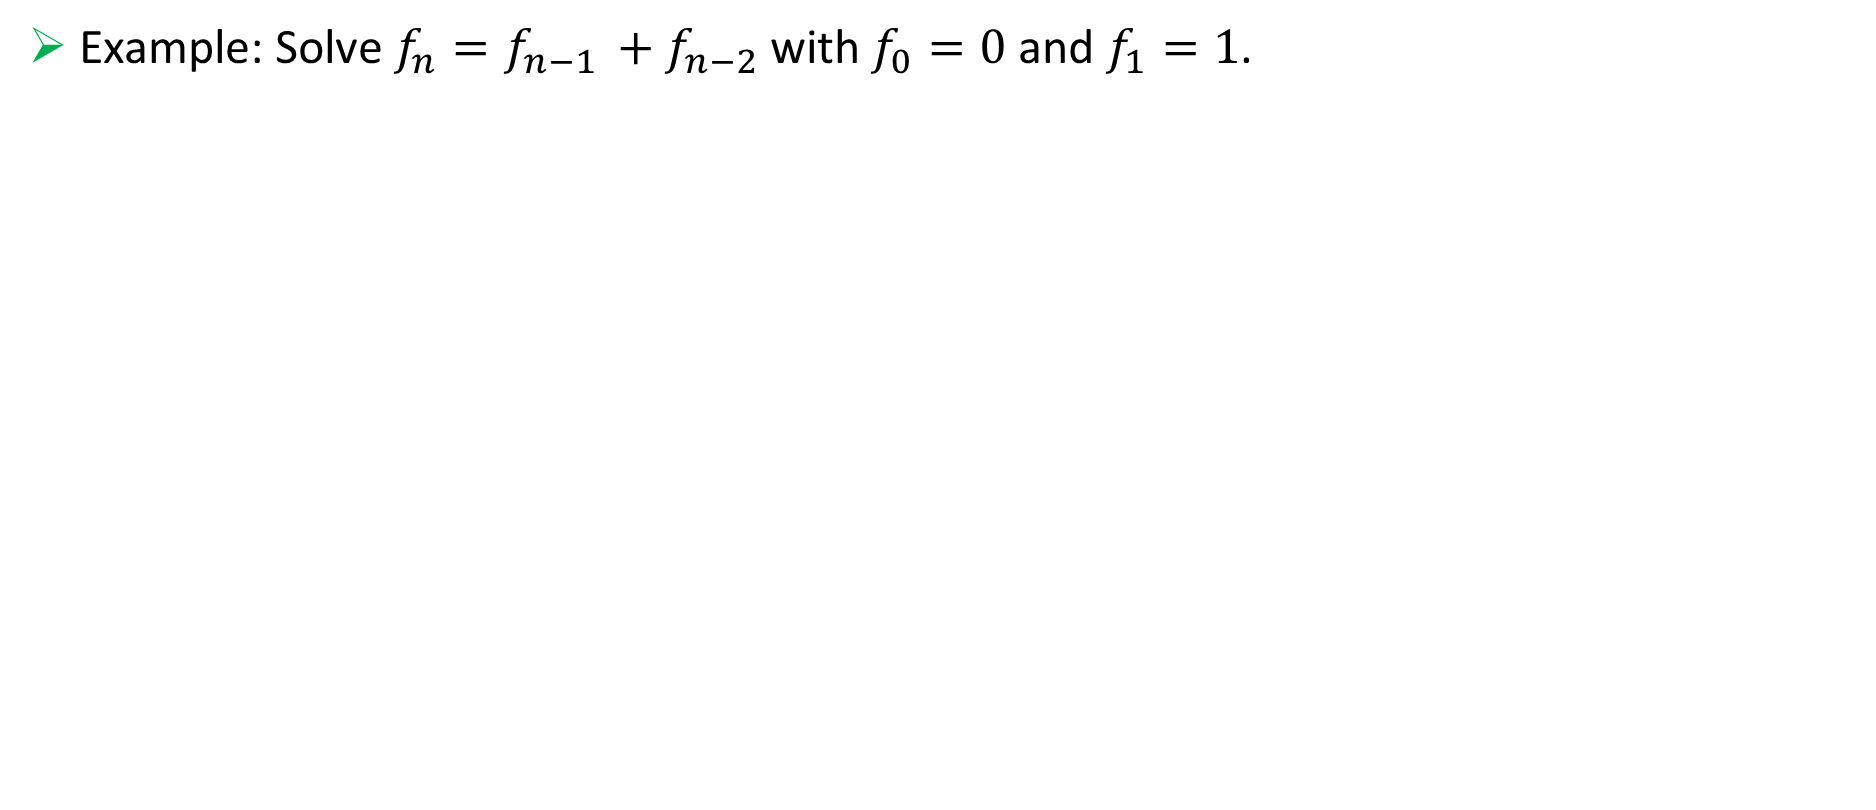 ➢ Example: Solve 𝑓ₙ = 𝑓ₙ₋₁ + 𝑓ₙ₋₂ with 𝑓₀ = 0 and 𝑓₁ = 1.